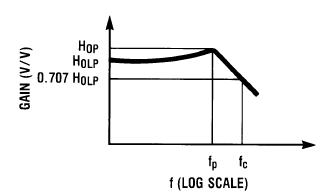 GAIN (V/V)
HOP
HOLP
0.707 HOLP
fp fc
f (LOG SCALE)